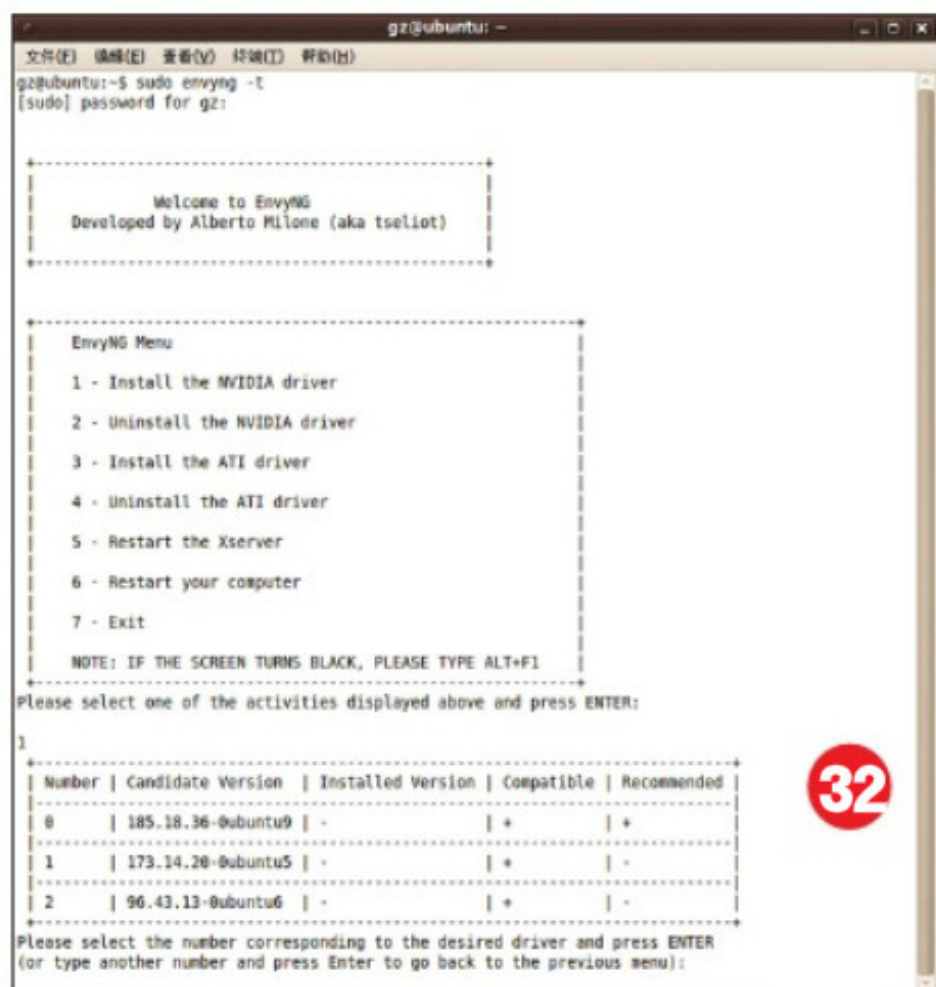 gz@ubuntu: ~
文件(F) 编辑(E) 查看(V) 终端(T) 帮助(H)
gz@ubuntu:~$ sudo envyng -t
[sudo] password for gz:
Welcome to EnvyNG
Developed by Alberto Milone (aka tseliot)
EnvyNG Menu
1 - Install the NVIDIA driver
2 - Uninstall the NVIDIA driver
3 - Install the ATI driver
4 - Uninstall the ATI driver
5 - Restart the Xserver
6 - Restart your computer
7 - Exit
NOTE: IF THE SCREEN TURNS BLACK, PLEASE TYPE ALT+F1
Please select one of the activities displayed above and press ENTER:
1
| Number | Candidate Version | Installed Version | Compatible | Recommended |
| 0 | 185.18.36-0ubuntu9 | - | + | + |
| 1 | 173.14.20-0ubuntu5 | - | + | - |
| 2 | 96.43.13-0ubuntu6 | - | + | - |
32
Please select the number corresponding to the desired driver and press ENTER
(or type another number and press Enter to go back to the previous menu):